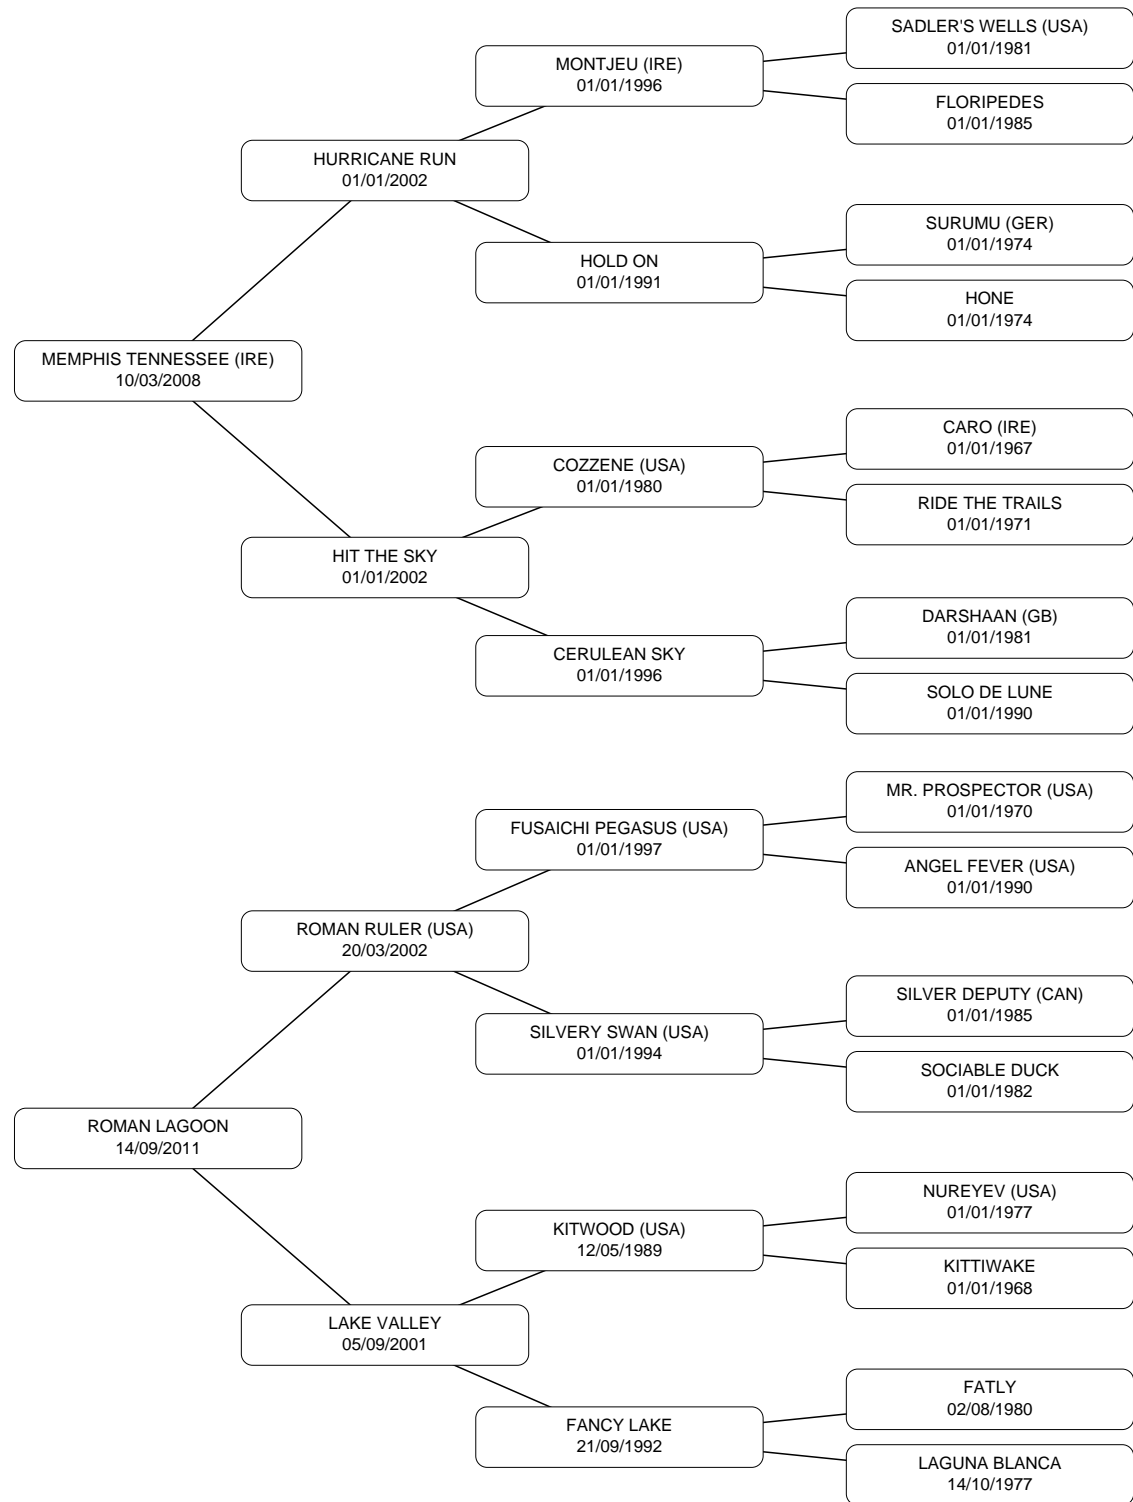 SADLER'S WELLS (USA)
01/01/1981
MONTJEU (IRE)
01/01/1996
FLORIPEDES
01/01/1985
HURRICANE RUN
01/01/2002
SURUMU (GER)
01/01/1974
HOLD ON
01/01/1991
HONE
01/01/1974
MEMPHIS TENNESSEE (IRE)
10/03/2008
CARO (IRE)
01/01/1967
COZZENE (USA)
01/01/1980
RIDE THE TRAILS
01/01/1971
HIT THE SKY
01/01/2002
DARSHAAN (GB)
01/01/1981
CERULEAN SKY
01/01/1996
SOLO DE LUNE
01/01/1990
MR. PROSPECTOR (USA)
01/01/1970
FUSAICHI PEGASUS (USA)
01/01/1997
ANGEL FEVER (USA)
01/01/1990
ROMAN RULER (USA)
20/03/2002
SILVER DEPUTY (CAN)
01/01/1985
SILVERY SWAN (USA)
01/01/1994
SOCIABLE DUCK
01/01/1982
ROMAN LAGOON
14/09/2011
NUREYEV (USA)
01/01/1977
KITWOOD (USA)
12/05/1989
KITTIWAKE
01/01/1968
LAKE VALLEY
05/09/2001
FATLY
02/08/1980
FANCY LAKE
21/09/1992
LAGUNA BLANCA
14/10/1977